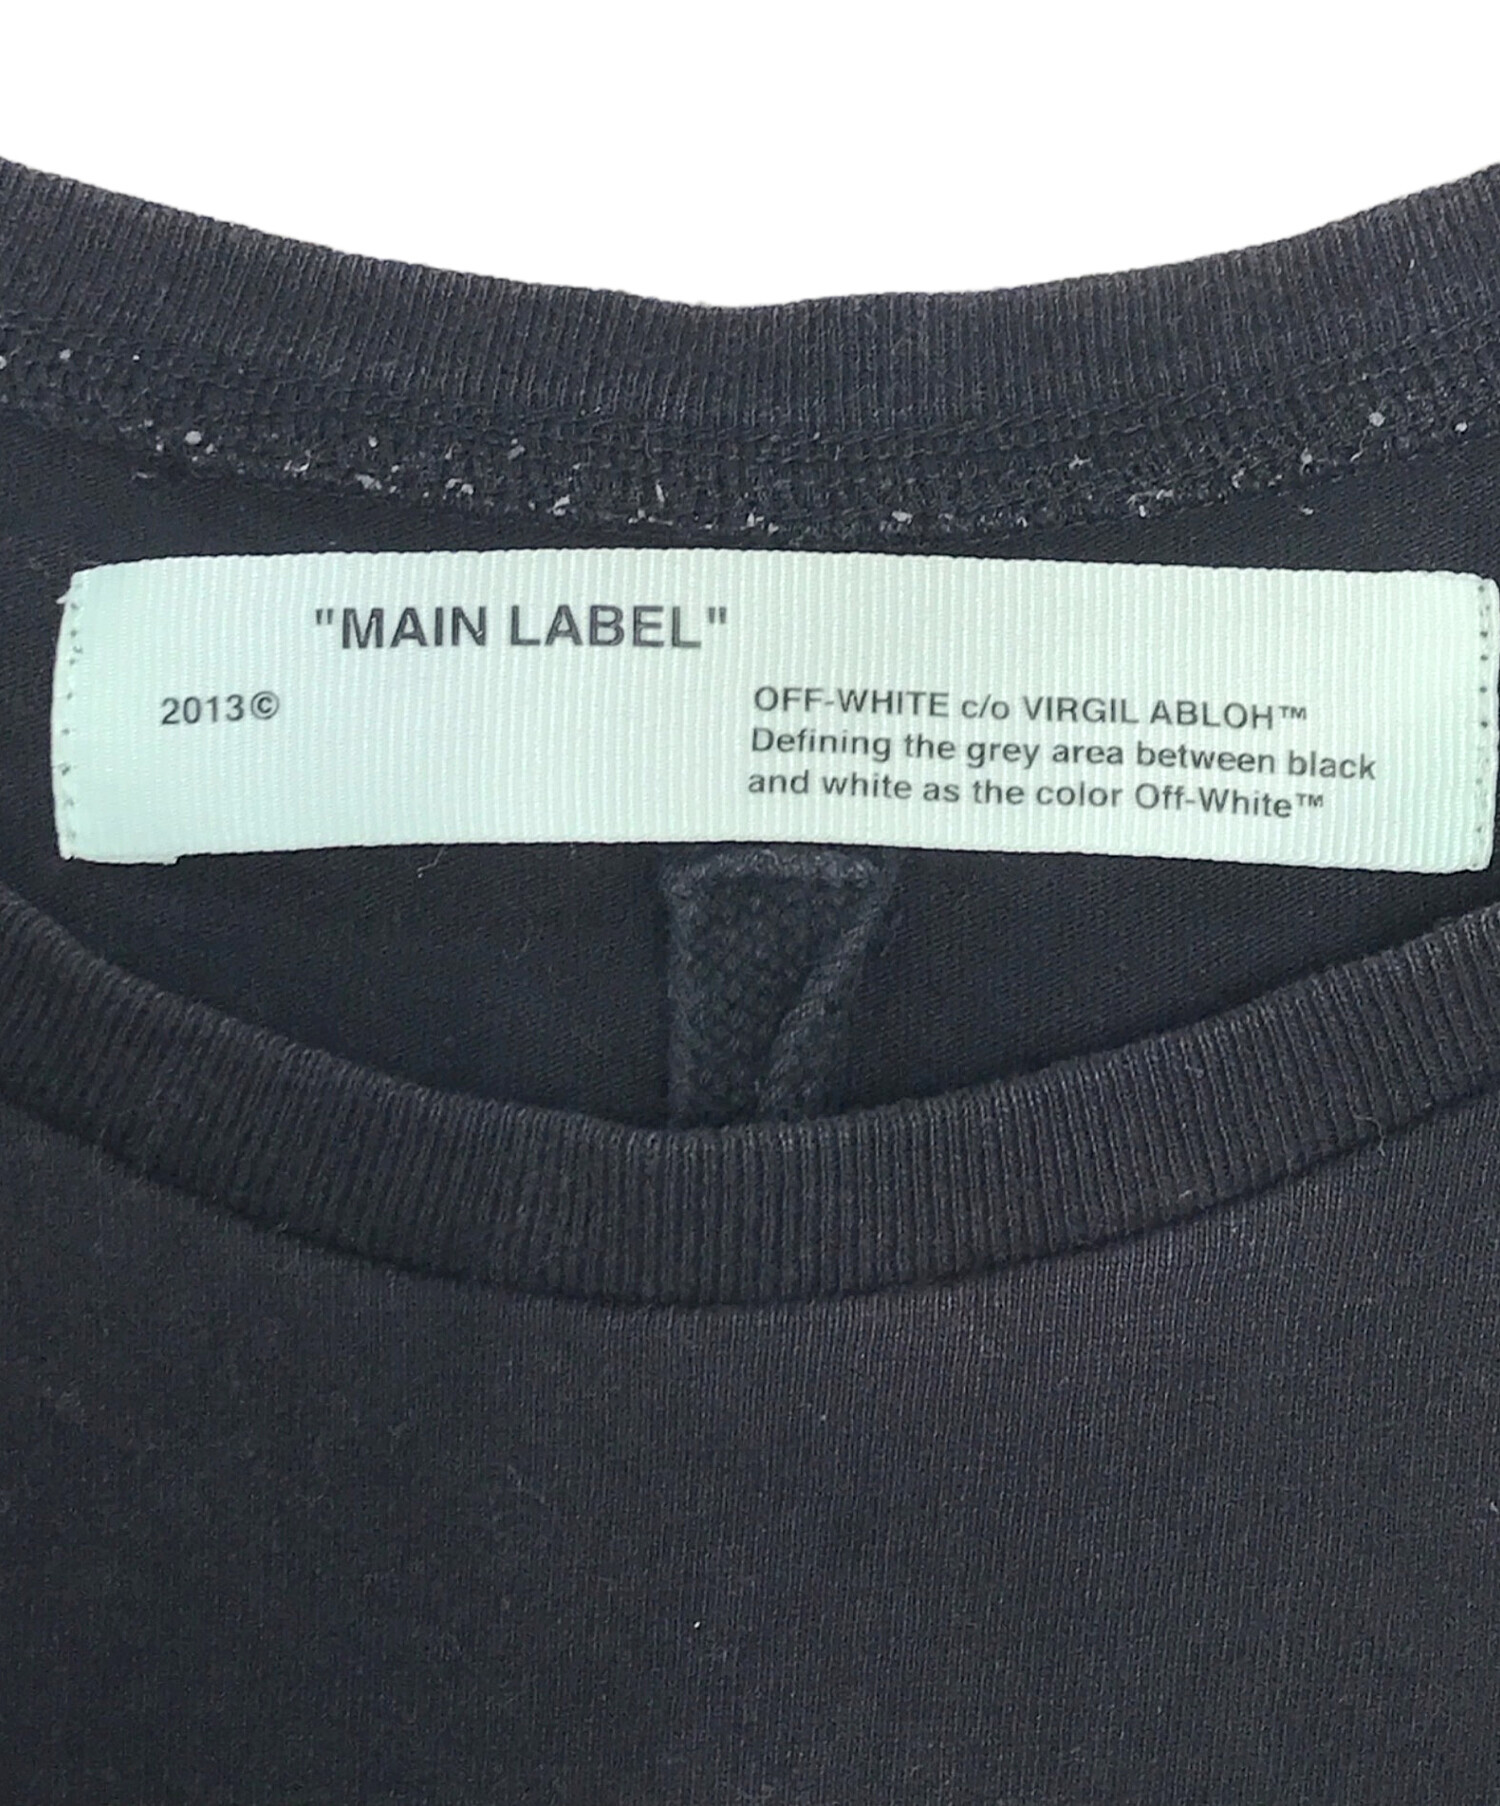 "MAIN LABEL"
2013©
OFF-WHITE c/o VIRGIL ABLOH™
Defining the grey area between black
and white as the color Off-White™